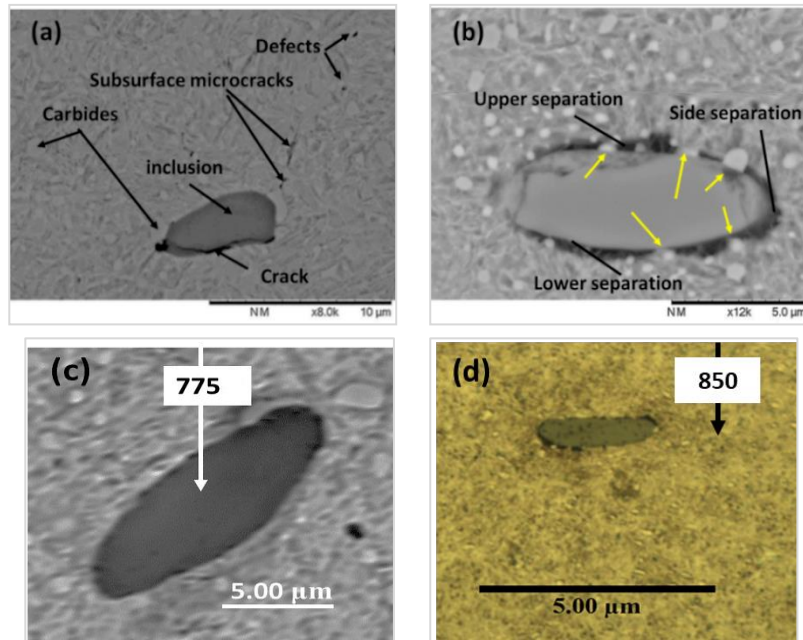 (a)
Defects
Subsurface microcracks
Carbides
inclusion
Crack
NM x8.0k 10 µm
(b)
Upper separation
Side separation
Lower separation
NM x12k 5.0 µm
(c)
775
5.00 µm
(d)
850
5.00 µm